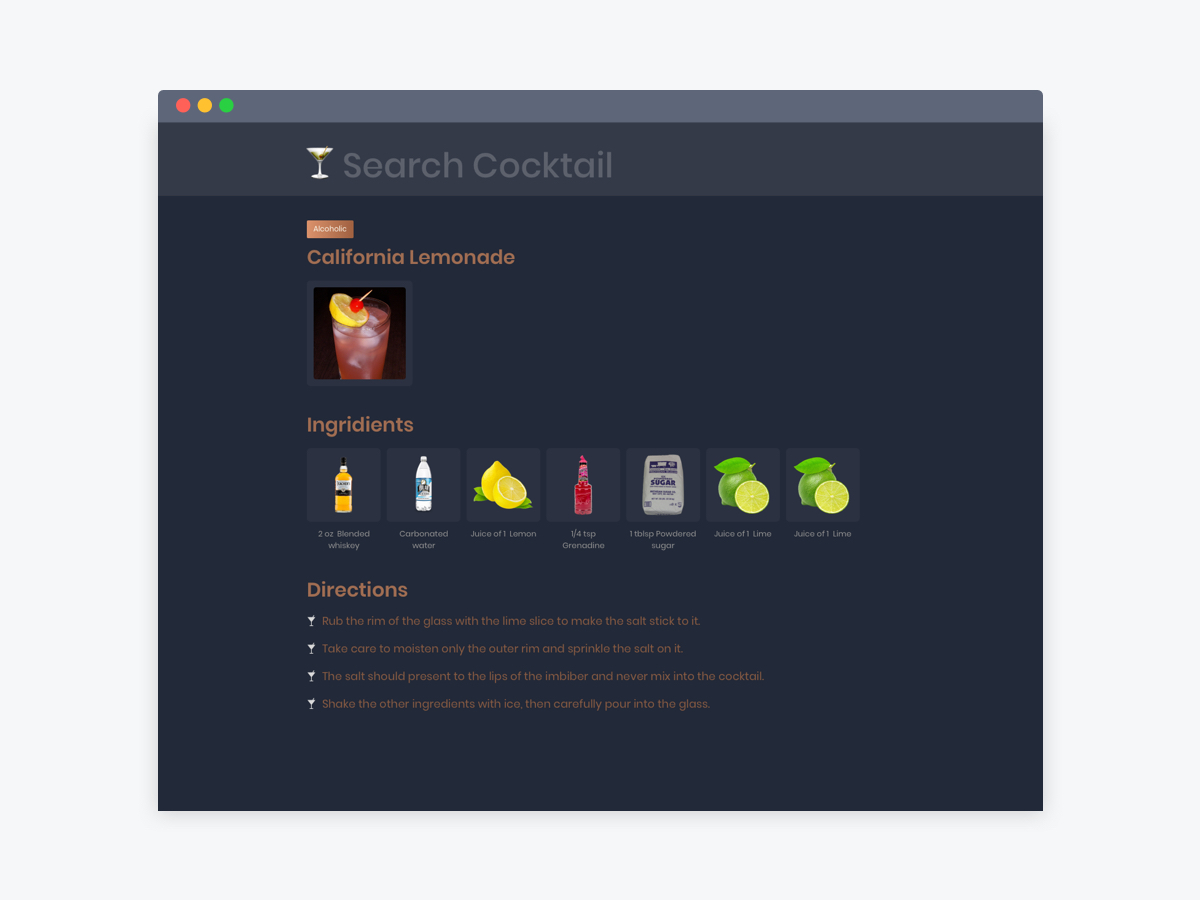 Search Cocktail
Alcoholic
California Lemonade
Ingridients
SUGAR
2 oz Blended
whiskey
Carbonated
water
Juice of 1 Lemon
1/4 tsp
Grenadine
1 tblsp Powdered
sugar
Juice of 1 Lime
Juice of 1 Lime
Directions
Rub the rim of the glass with the lime slice to make the salt stick to it.
Take care to moisten only the outer rim and sprinkle the salt on it.
The salt should present to the lips of the imbiber and never mix into the cocktail.
Shake the other ingredients with ice, then carefully pour into the glass.